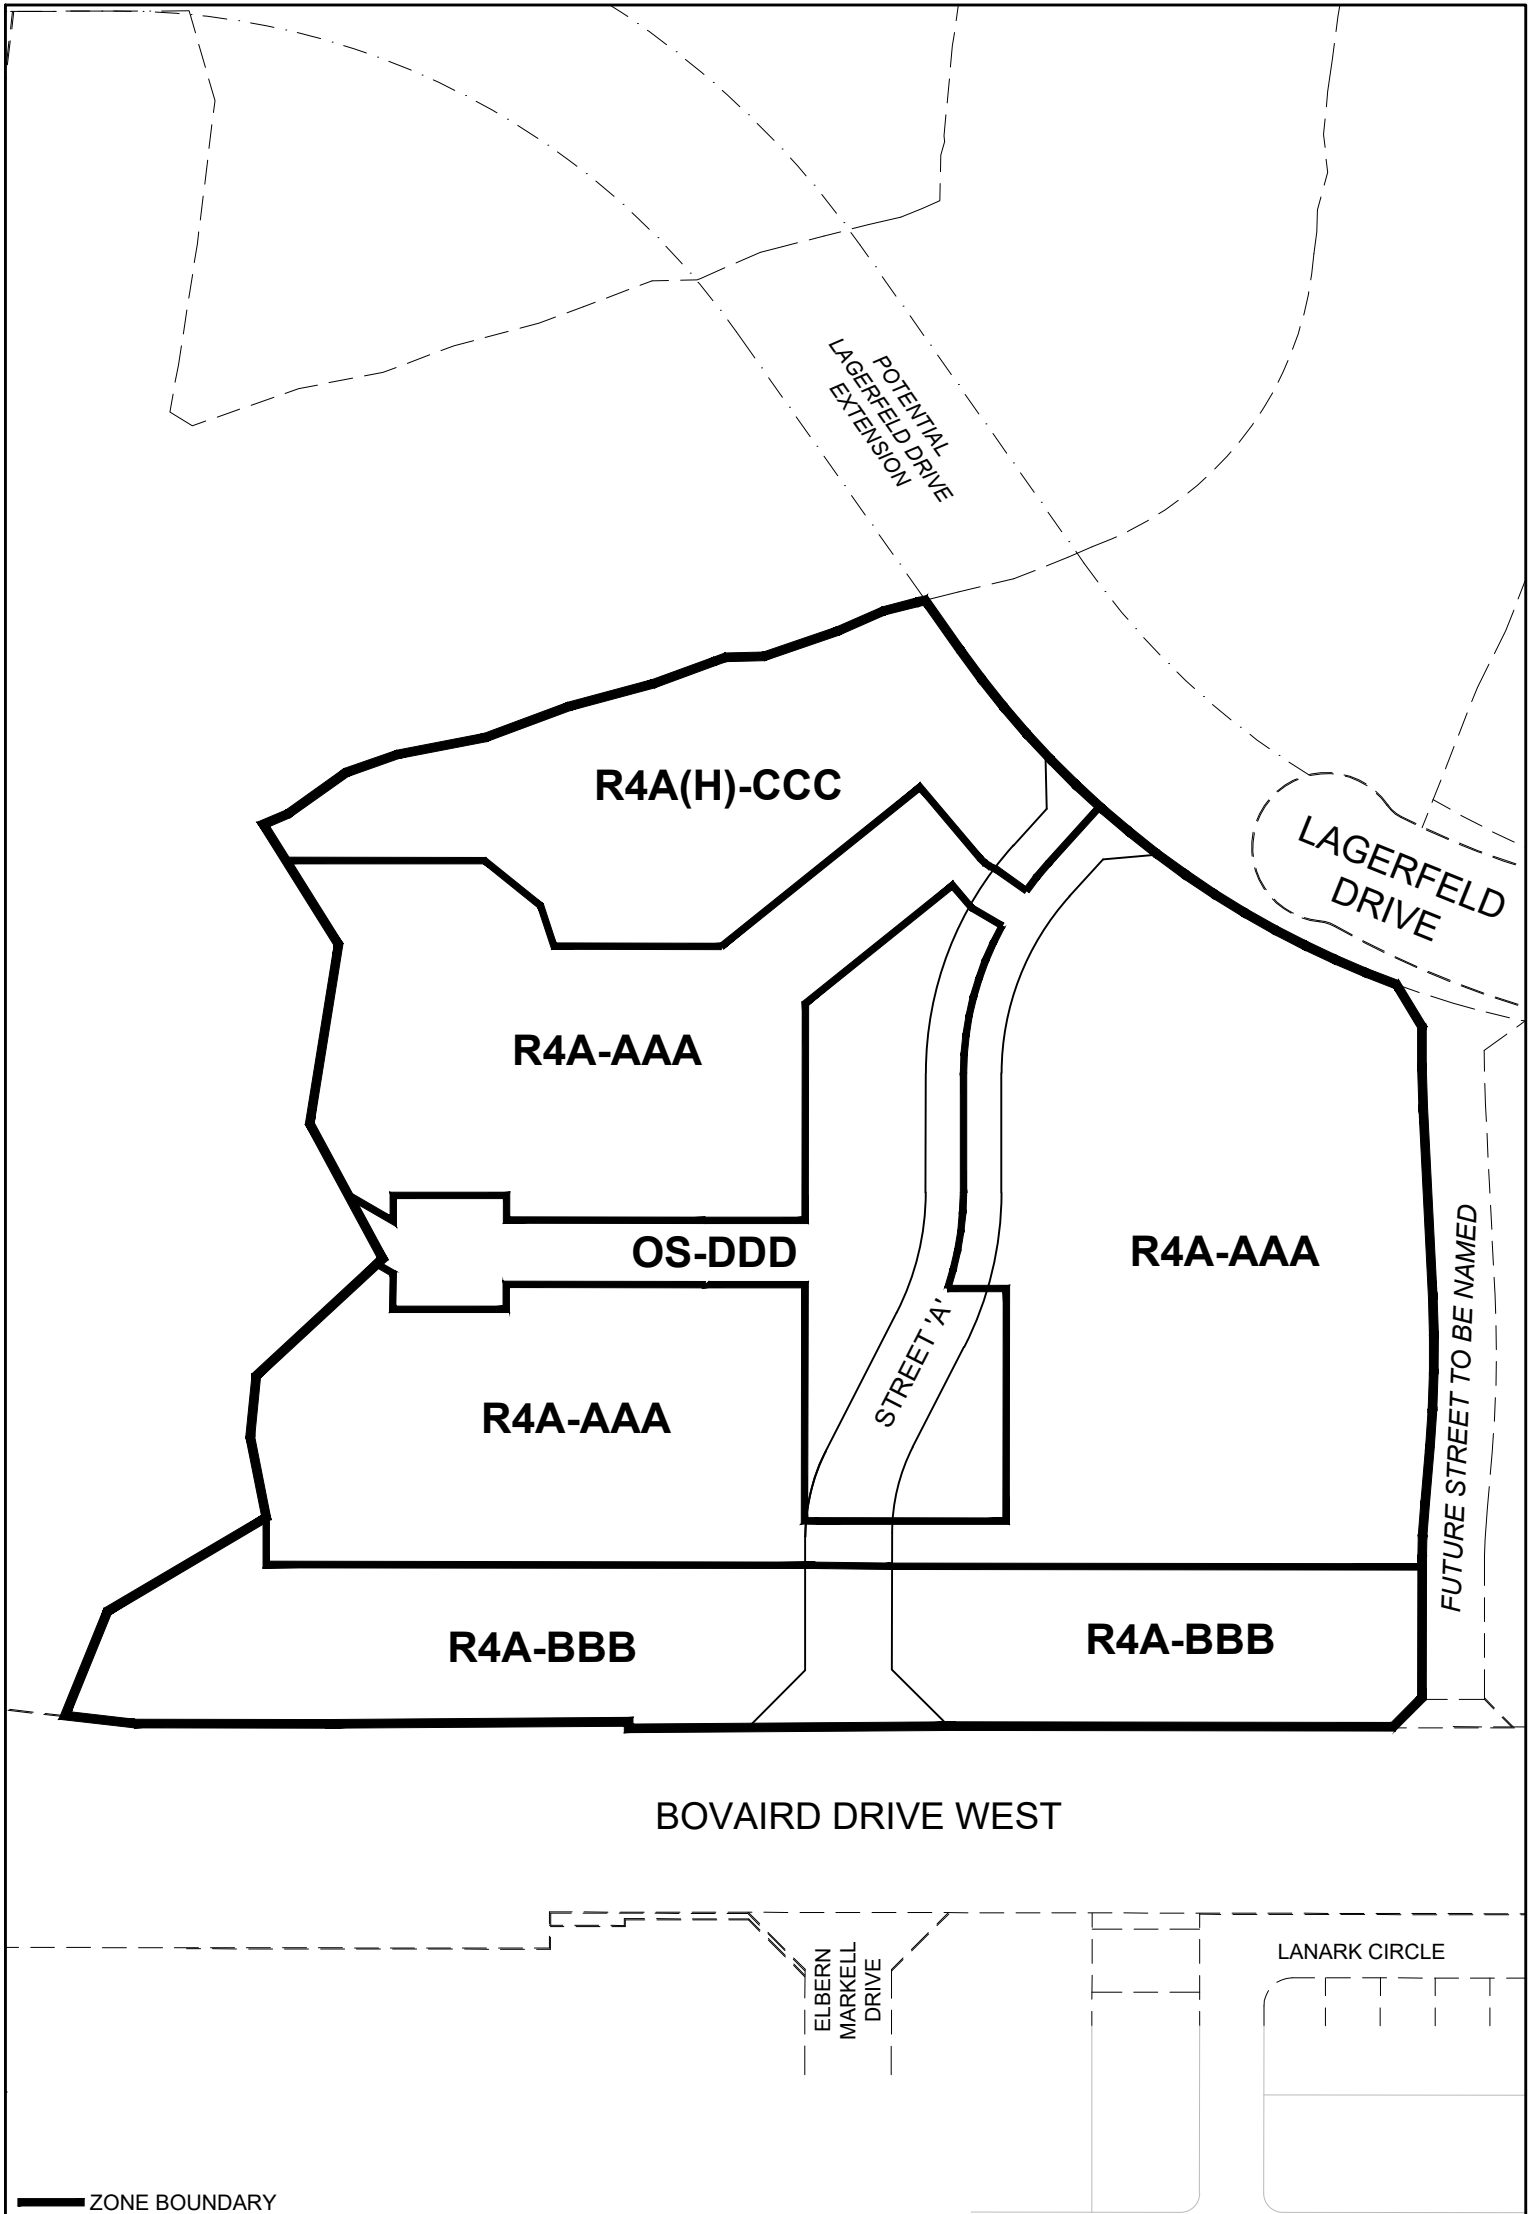 POTENTIAL
LAGERFELD DRIVE
EXTENSION
R4A(H)-CCC
LAGERFELD
DRIVE
R4A-AAA
OS-DDD
R4A-AAA
STREET 'A'
FUTURE STREET TO BE NAMED
R4A-AAA
R4A-BBB
R4A-BBB
BOVAIRD DRIVE WEST
ELBERN
MARKELL
DRIVE
LANARK CIRCLE
ZONE BOUNDARY